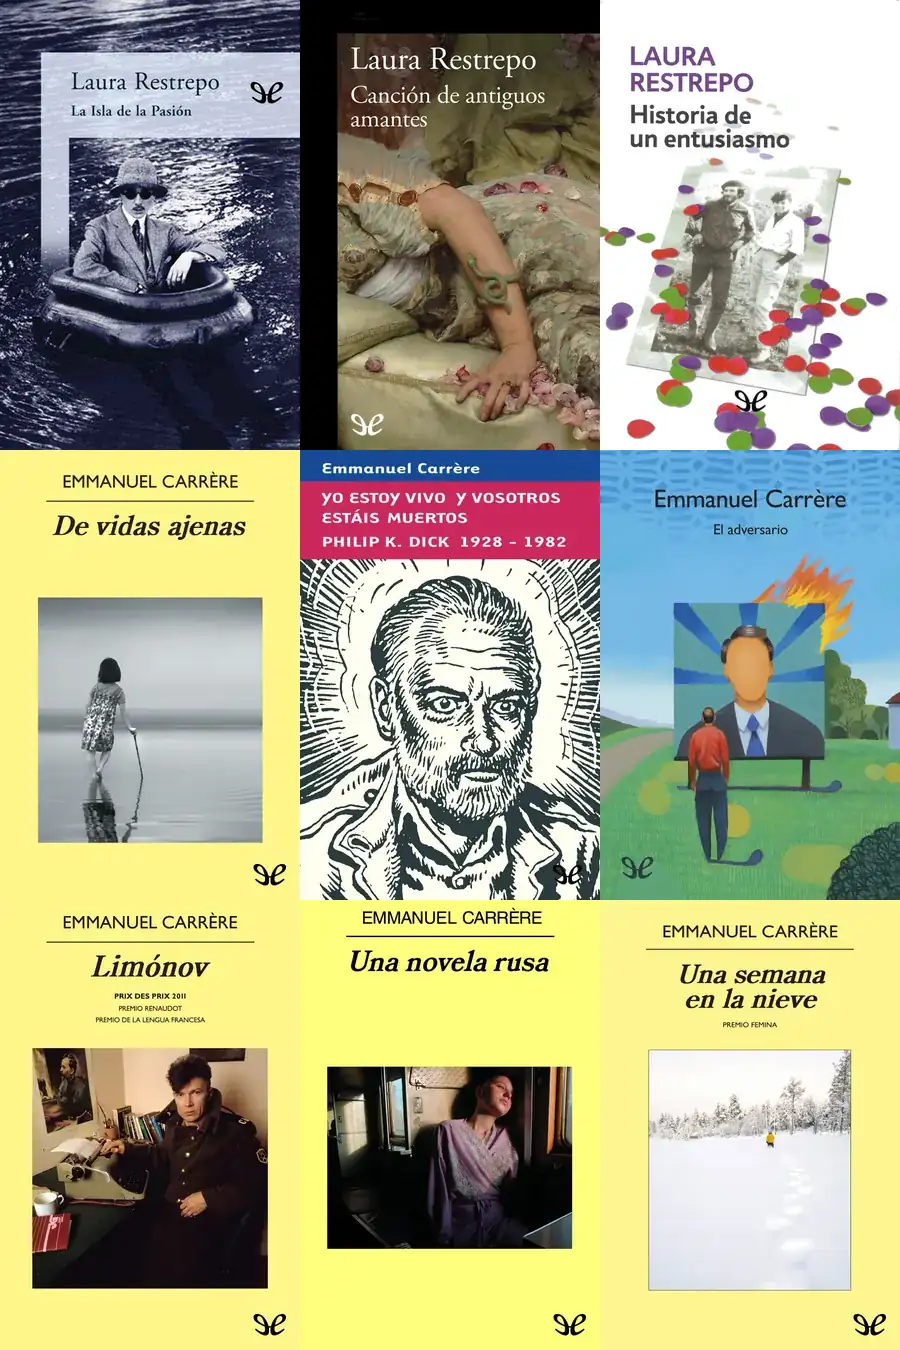 Laura Restrepo
La Isla de la Pasión
Laura Restrepo
Canción de antiguos
amantes
LAURA
RESTREPO
Historia de
un entusiasmo
EMMANUEL CARRÈRE
De vidas ajenas
Emmanuel Carrère
YO ESTOY VIVO Y VOSOTROS
ESTÁIS MUERTOS
PHILIP K. DICK 1928 - 1982
Emmanuel Carrère
El adversario
EMMANUEL CARRÈRE
Limónov
PRIX DES PRIX 2011
PREMIO RENAUDOT
PREMIO DE LA LENGUA FRANCESA
EMMANUEL CARRÈRE
Una novela rusa
EMMANUEL CARRÈRE
Una semana
en la nieve
PREMIO FEMINA